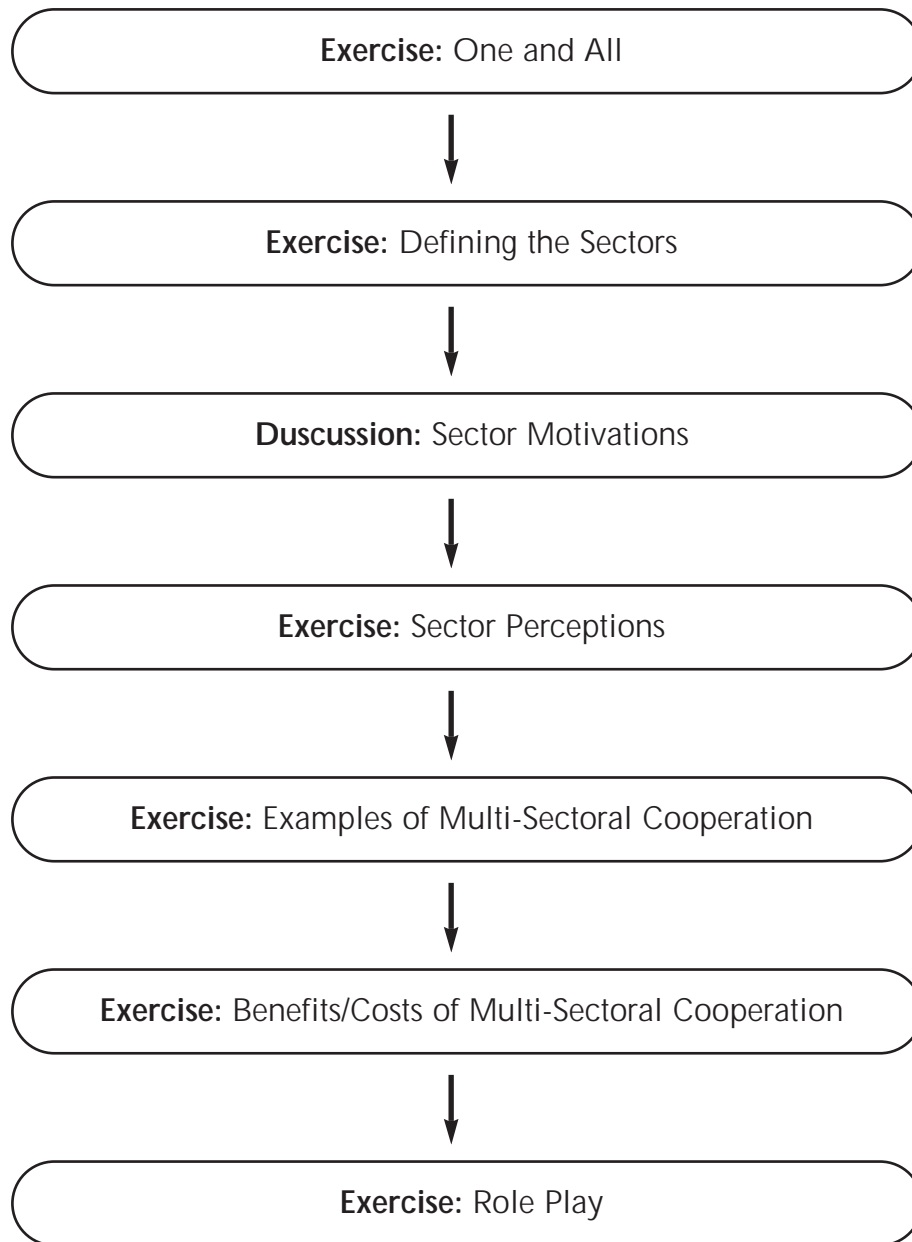 Exercise: One and All
Exercise: Defining the Sectors
Duscussion: Sector Motivations
Exercise: Sector Perceptions
Exercise: Examples of Multi-Sectoral Cooperation
Exercise: Benefits/Costs of Multi-Sectoral Cooperation
Exercise: Role Play